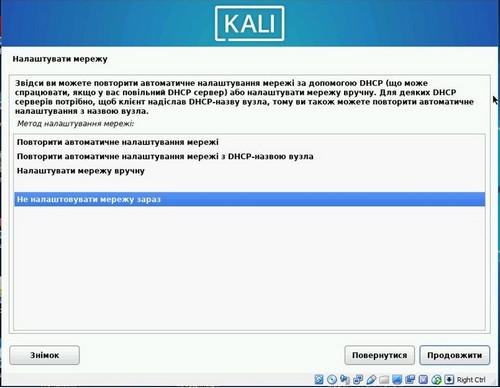 KALI
Налаштувати мережу
Звідси ви можете повторити автоматичне налаштування мережі за допомогою DHCP (що може
спрацювати, якщо у вас повільний DHCP сервер) або налаштувати мережу вручну. Для деяких DHCP
серверів потрібно, щоб клієнт надіслав DHCP-назву вузла, тому ви також можете повторити автоматичне
налаштування з назвою вузла.
Метод налаштування мережі:
Повторити автоматичне налаштування мережі
Повторити автоматичне налаштування мережі з DHCP-назвою вузла
Налаштувати мережу вручну
Не налаштовувати мережу зараз
Знімок
Повернутися
Продовжити
Right Ctrl